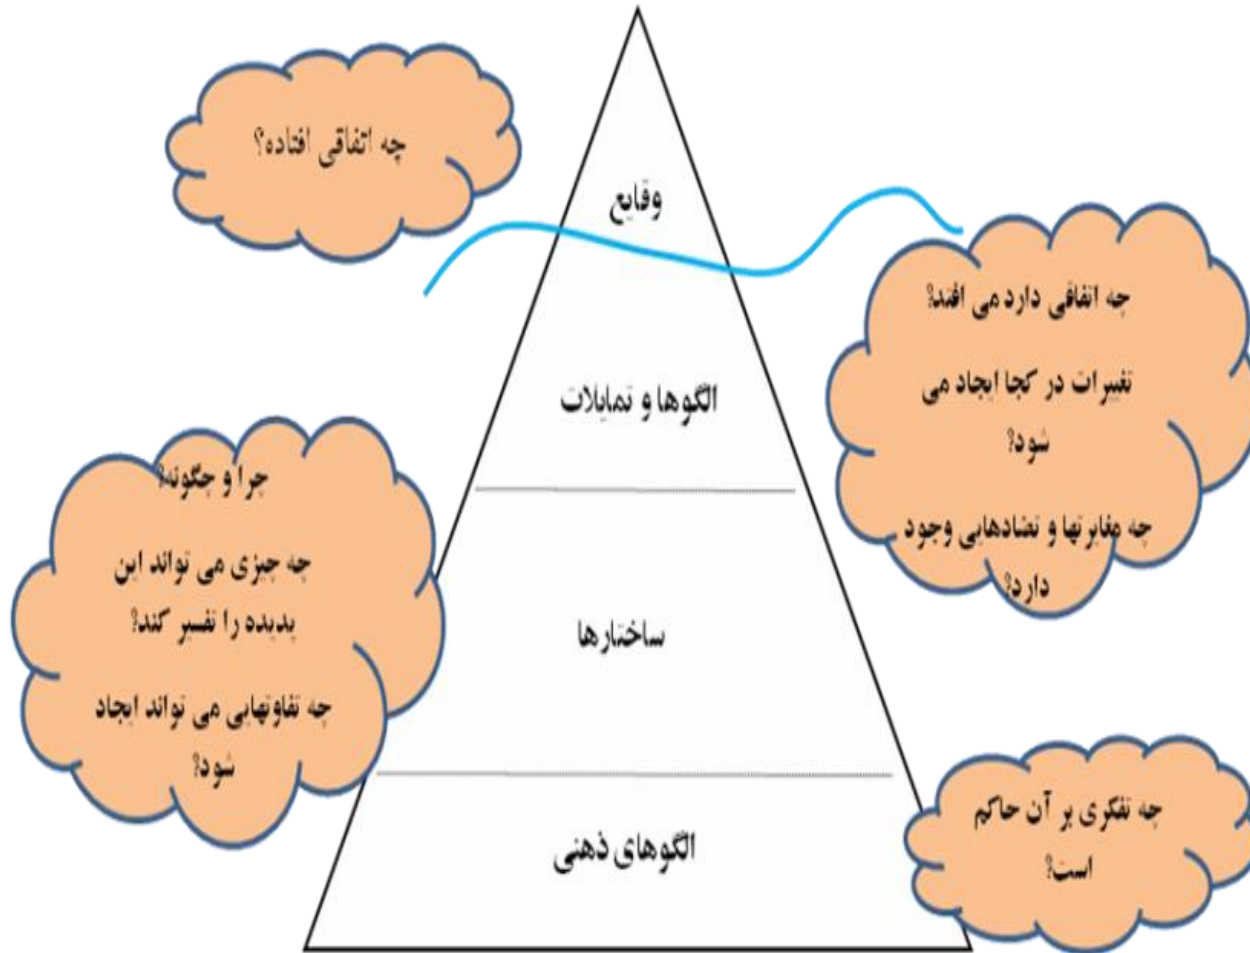 چه اتفاقی افتاده؟
وقایع
چه اتفاقی دارد می افتد؟
تغییرات در کجا ایجاد می
شود؟
چه مغایرتها و تضادهایی وجود
دارد؟
الگوها و تمایلات
چرا و چگونه؟
چه چیزی می تواند این
پدیده را تفسیر کند؟
چه تفاوتهایی می تواند ایجاد
شود؟
ساختارها
چه تفکری بر آن حاکم
است؟
الگوهای ذهنی